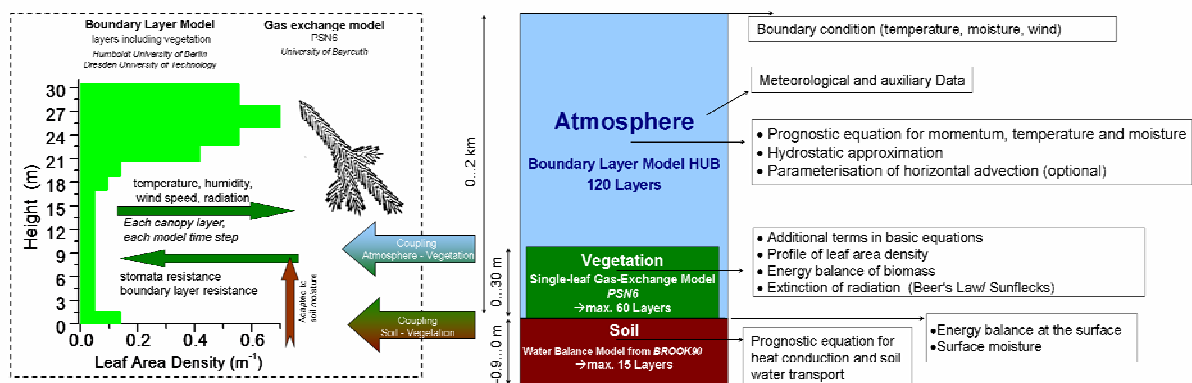 Boundary Layer Model
layers including vegetation
Humboldt University of Berlin
Dresden University of Technology
Gas exchange model
PSN6
University of Bayreuth
Height (m)
30
27
24
21
18
15
12
9
6
3
0
0.0 0.2 0.4 0.6
Leaf Area Density (m-1)
temperature, humidity,
wind speed, radiation
Each canopy layer,
each model time step
stomata resistance
boundary layer resistance
Adapted to
soil moisture
Coupling
Atmosphere - Vegetation
Coupling
Soil - Vegetation
0...2 km
0...30 m
-0.9...0 m
Atmosphere
Boundary Layer Model HUB
120 Layers
Vegetation
Single-leaf Gas-Exchange Model
PSN6
→max. 60 Layers
Soil
Water Balance Model from BROOK90
→max. 15 Layers
Boundary condition (temperature, moisture, wind)
Meteorological and auxiliary Data
• Prognostic equation for momentum, temperature and moisture
• Hydrostatic approximation
• Parameterisation of horizontal advection (optional)
• Additional terms in basic equations
• Profile of leaf area density
• Energy balance of biomass
• Extinction of radiation (Beer's Law/ Sunflecks)
•Energy balance at the surface
•Surface moisture
Prognostic equation for
heat conduction and soil
water transport